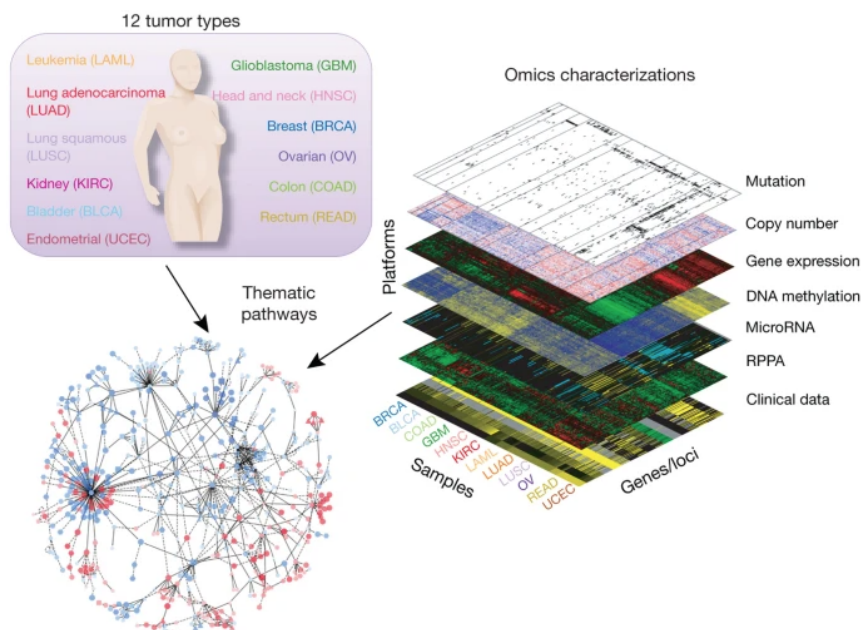 12 tumor types
Leukemia (LAML)
Lung adenocarcinoma
(LUAD)
Lung squamous
(LUSC)
Kidney (KIRC)
Bladder (BLCA)
Endometrial (UCEC)
Glioblastoma (GBM)
Head and neck (HNSC)
Breast (BRCA)
Ovarian (OV)
Colon (COAD)
Rectum (READ)
Thematic
pathways
Omics characterizations
Platforms
Mutation
Copy number
Gene expression
DNA methylation
MicroRNA
RPPA
Clinical data
BRCA
BLCA
COAD
GBM
HNSC
KIRC
LAML
LUAD
LUSC
OV
READ
UCEC
Samples
Genes/loci